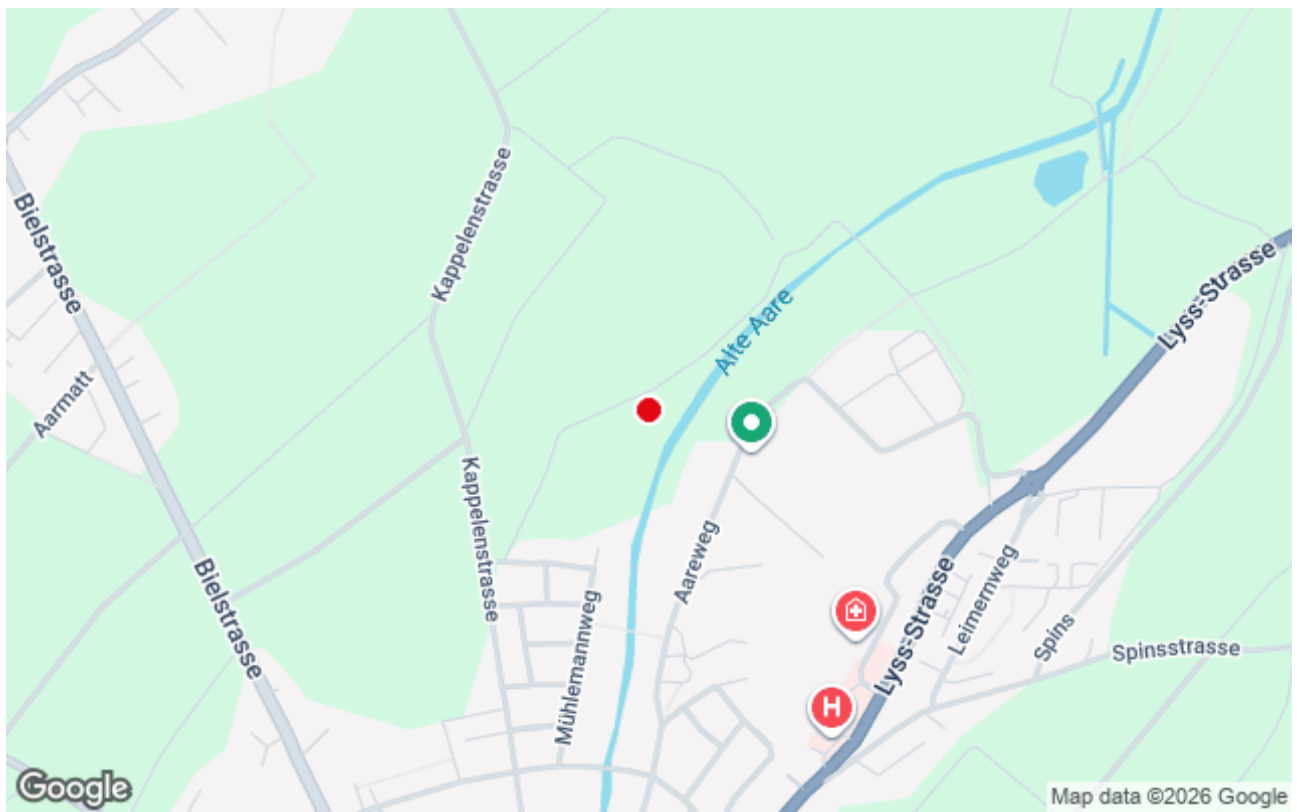 Kappelenstrasse
Bielstrasse
Alte Aare
Lyss-Strasse
Aarmatt
Kappelenstrasse
Aareweg
Bielstrasse
Mühlemannweg
Lyss-Strasse
Leimernweg
Spins
Spinsstrasse
H
Google
Map data ©2026 Google